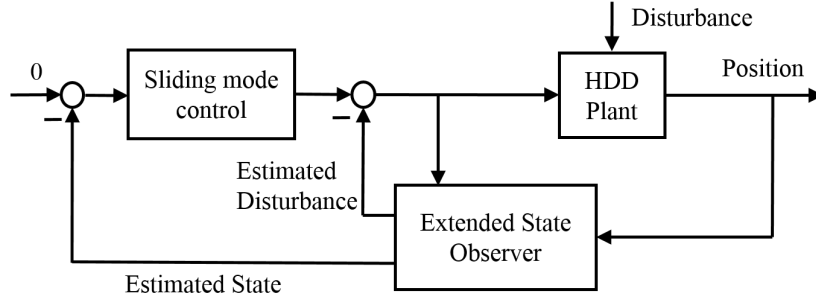 Disturbance
0
Sliding mode
control
HDD
Plant
Position
−
−
Estimated
Disturbance
Extended State
Observer
Estimated State